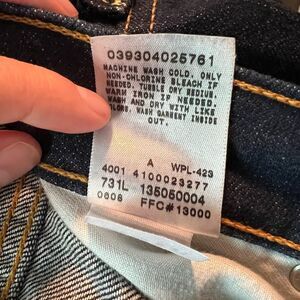 039304025761
MACHINE WASH COLD. ONLY
NON-CHLORINE BLEACH IF
NEEDED. TUMBLE DRY MEDIUM
WARM IRON IF NEEDED.
WASH AND DRY WITH LIKE
COLORS. WASH GARMENT INSIDE
OUT.
A WPL-423
4001 4100023277
731L 135050004
0608 FFC#13000